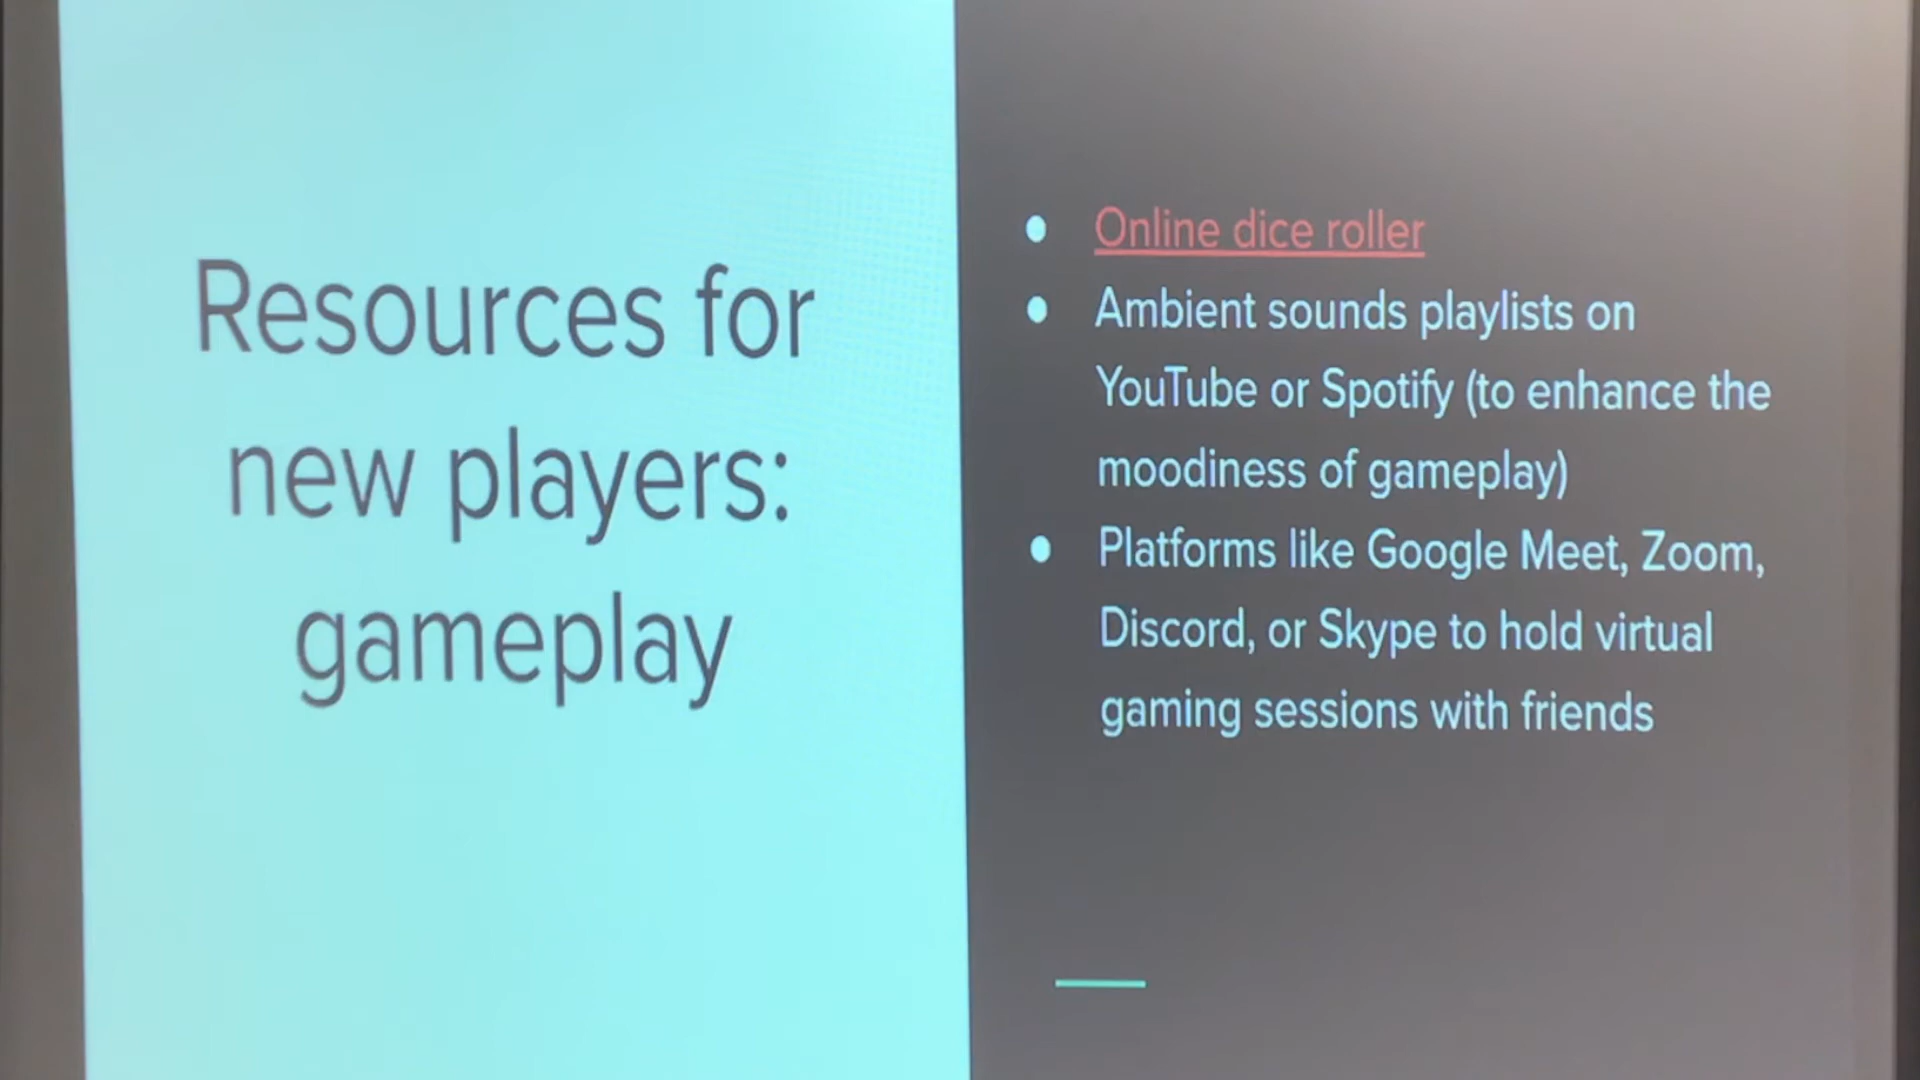 Resources for
new players:
gameplay
● Online dice roller
● Ambient sounds playlists on
YouTube or Spotify (to enhance the
moodiness of gameplay)
● Platforms like Google Meet, Zoom,
Discord, or Skype to hold virtual
gaming sessions with friends